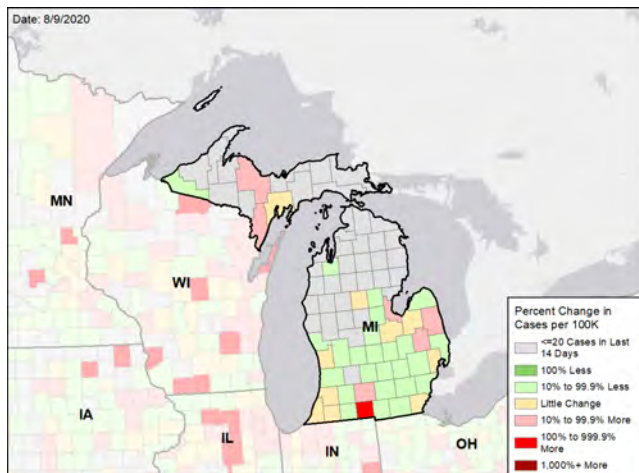 Date: 8/9/2020
MN
WI
MI
IA
IL
IN
OH
Percent Change in
Cases per 100K
<=20 Cases in Last
14 Days
100% Less
10% to 99.9% Less
Little Change
10% to 99.9% More
100% to 999.9%
More
1,000%+ More